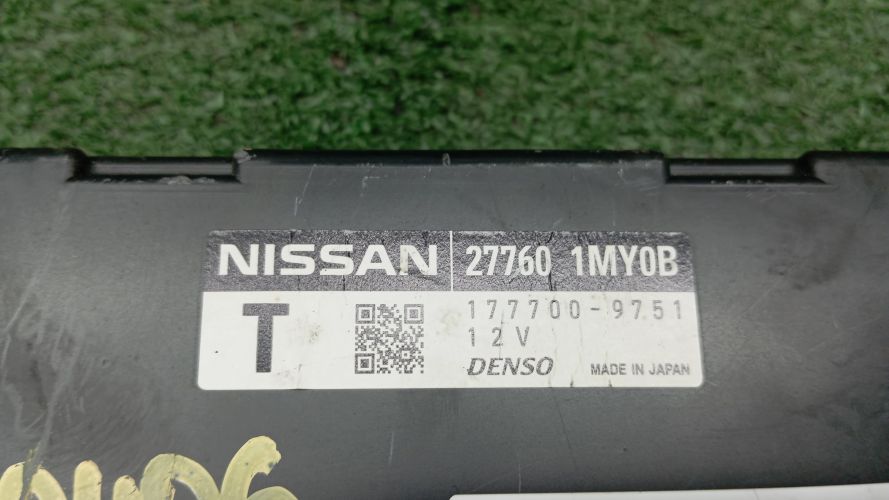 NISSAN 27760 1MY0B
T 177700-9751
12V
DENSO MADE IN JAPAN